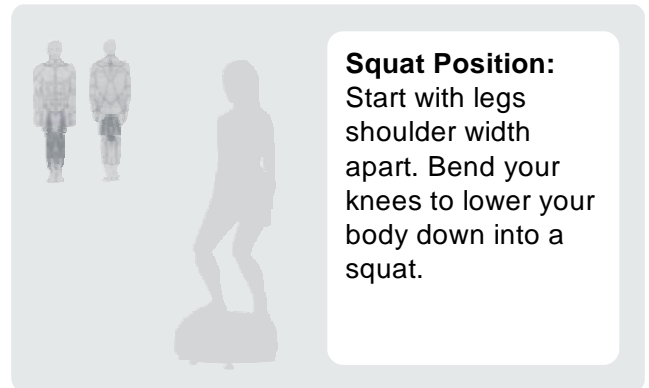 Squat Position:
Start with legs
shoulder width
apart. Bend your
knees to lower your
body down into a
squat.